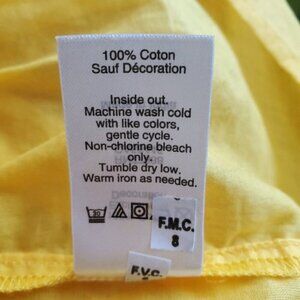 100% Coton
Sauf Décoration
Inside out.
Machine wash cold
with like colors,
gentle cycle.
Non-chlorine bleach
only.
Tumble dry low.
Warm iron as needed.
F.M.C.
8
F.V.C.